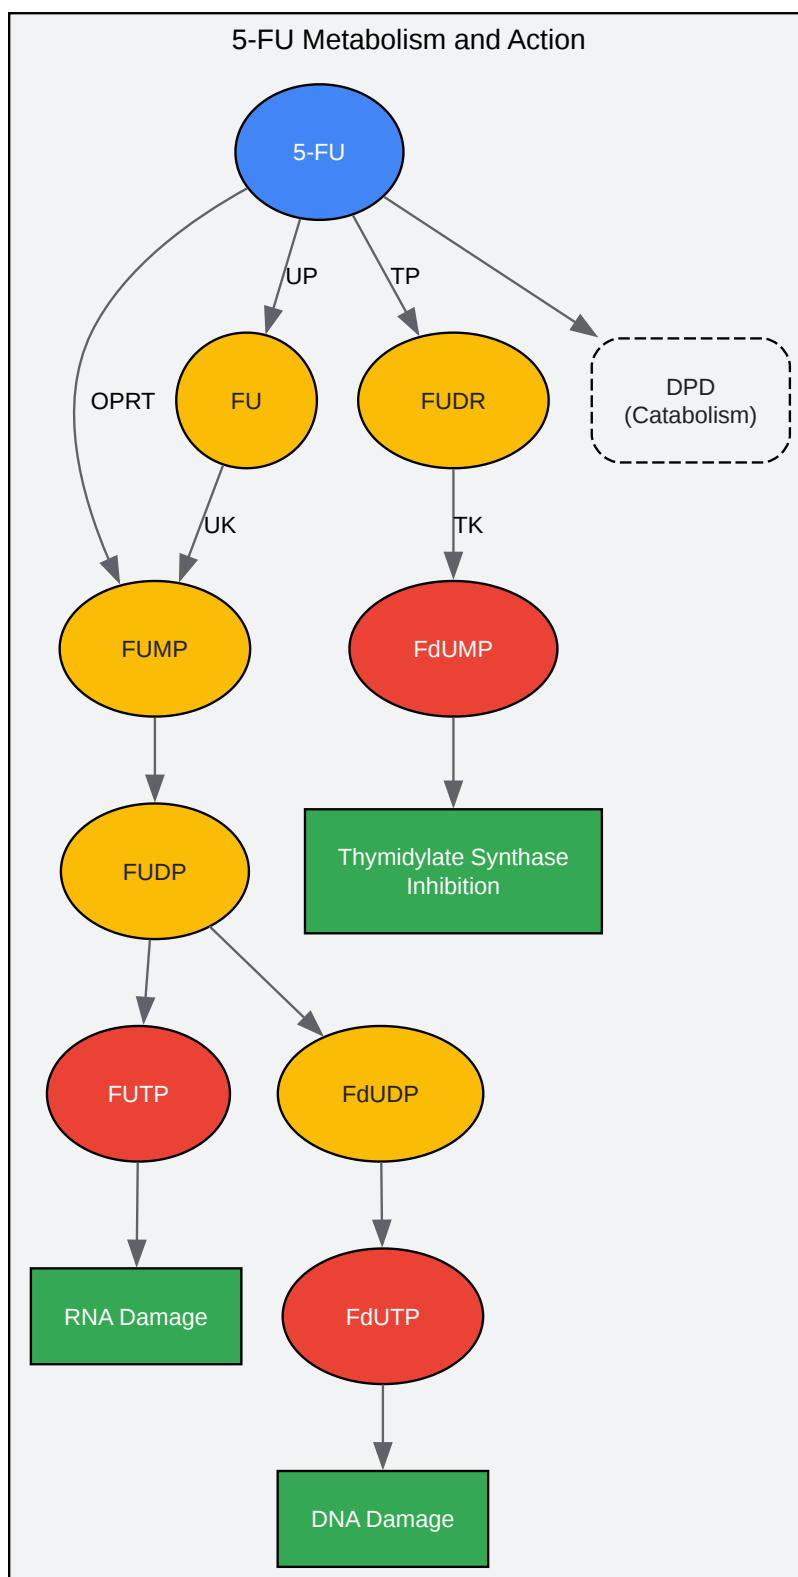 5-FU Metabolism and Action
5-FU
UP
TP
OPRT
FU
FUDR
DPD
(Catabolism)
UK
TK
FUMP
FdUMP
FUDP
Thymidylate Synthase
Inhibition
FUTP
FdUDP
RNA Damage
FdUTP
DNA Damage